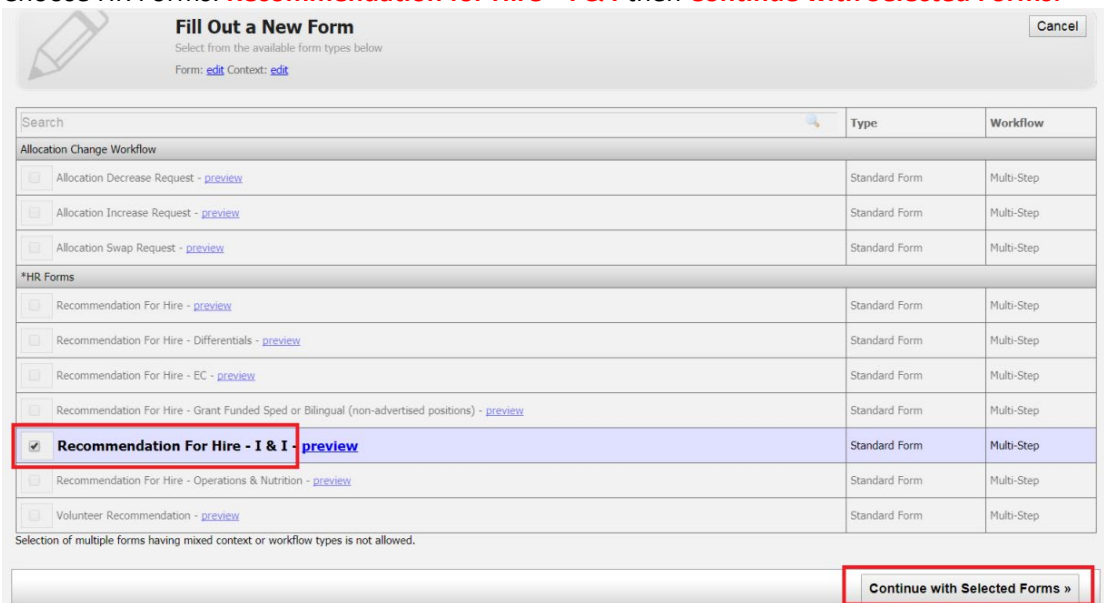 Fill Out a New Form
Cancel
Select from the available form types below
Form: edit Context: edit
Search Type Workflow
Allocation Change Workflow
Allocation Decrease Request - preview Standard Form Multi-Step
Allocation Increase Request - preview Standard Form Multi-Step
Allocation Swap Request - preview Standard Form Multi-Step
*HR Forms
Recommendation For Hire - preview Standard Form Multi-Step
Recommendation For Hire - Differentials - preview Standard Form Multi-Step
Recommendation For Hire - EC - preview Standard Form Multi-Step
Recommendation For Hire - Grant Funded Sped or Bilingual (non-advertised positions) - preview Standard Form Multi-Step
Recommendation For Hire - I & I - preview Standard Form Multi-Step
Recommendation For Hire - Operations & Nutrition - preview Standard Form Multi-Step
Volunteer Recommendation - preview Standard Form Multi-Step
Selection of multiple forms having mixed context or workflow types is not allowed.
Continue with Selected Forms »